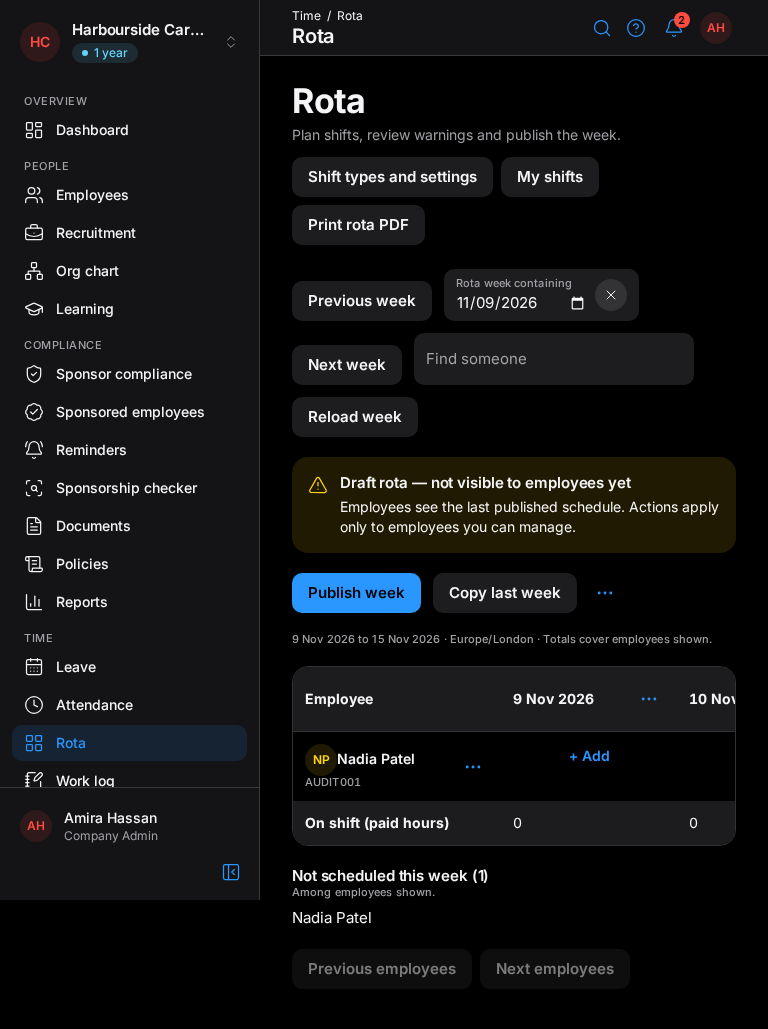 HC
Harbourside Car...
1 year
OVERVIEW
Dashboard
PEOPLE
Employees
Recruitment
Org chart
Learning
COMPLIANCE
Sponsor compliance
Sponsored employees
Reminders
Sponsorship checker
Documents
Policies
Reports
TIME
Leave
Attendance
Rota
Work log
AH
Amira Hassan
Company Admin
Time / Rota
Rota
2
AH
Rota
Plan shifts, review warnings and publish the week.
Shift types and settings
My shifts
Print rota PDF
Previous week
Rota week containing
11/09/2026
Next week
Find someone
Reload week
Draft rota — not visible to employees yet
Employees see the last published schedule. Actions apply
only to employees you can manage.
Publish week
Copy last week
9 Nov 2026 to 15 Nov 2026 · Europe/London · Totals cover employees shown.
Employee
9 Nov 2026
10 Nov
NP
Nadia Patel
AUDIT001
+ Add
On shift (paid hours)
0
0
Not scheduled this week (1)
Among employees shown.
Nadia Patel
Previous employees
Next employees